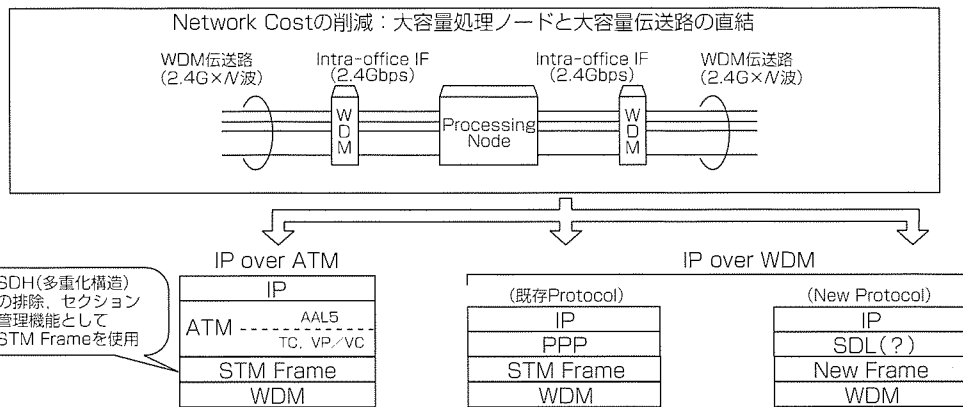 Network Costの削減：大容量処理ノードと大容量伝送路の直結
WDM伝送路
(2.4G×N波)
Intra-office IF
(2.4Gbps)
Intra-office IF
(2.4Gbps)
WDM伝送路
(2.4G×N波)
WDM
Processing
Node
WDM
IP over ATM
IP over WDM
SDH(多重化構造)
の排除，セクション
管理機能として
STM Frameを使用
IP
ATM
AAL5
TC, VP／VC
STM Frame
WDM
(既存Protocol)
IP
PPP
STM Frame
WDM
(New Protocol)
IP
SDL(？)
New Frame
WDM